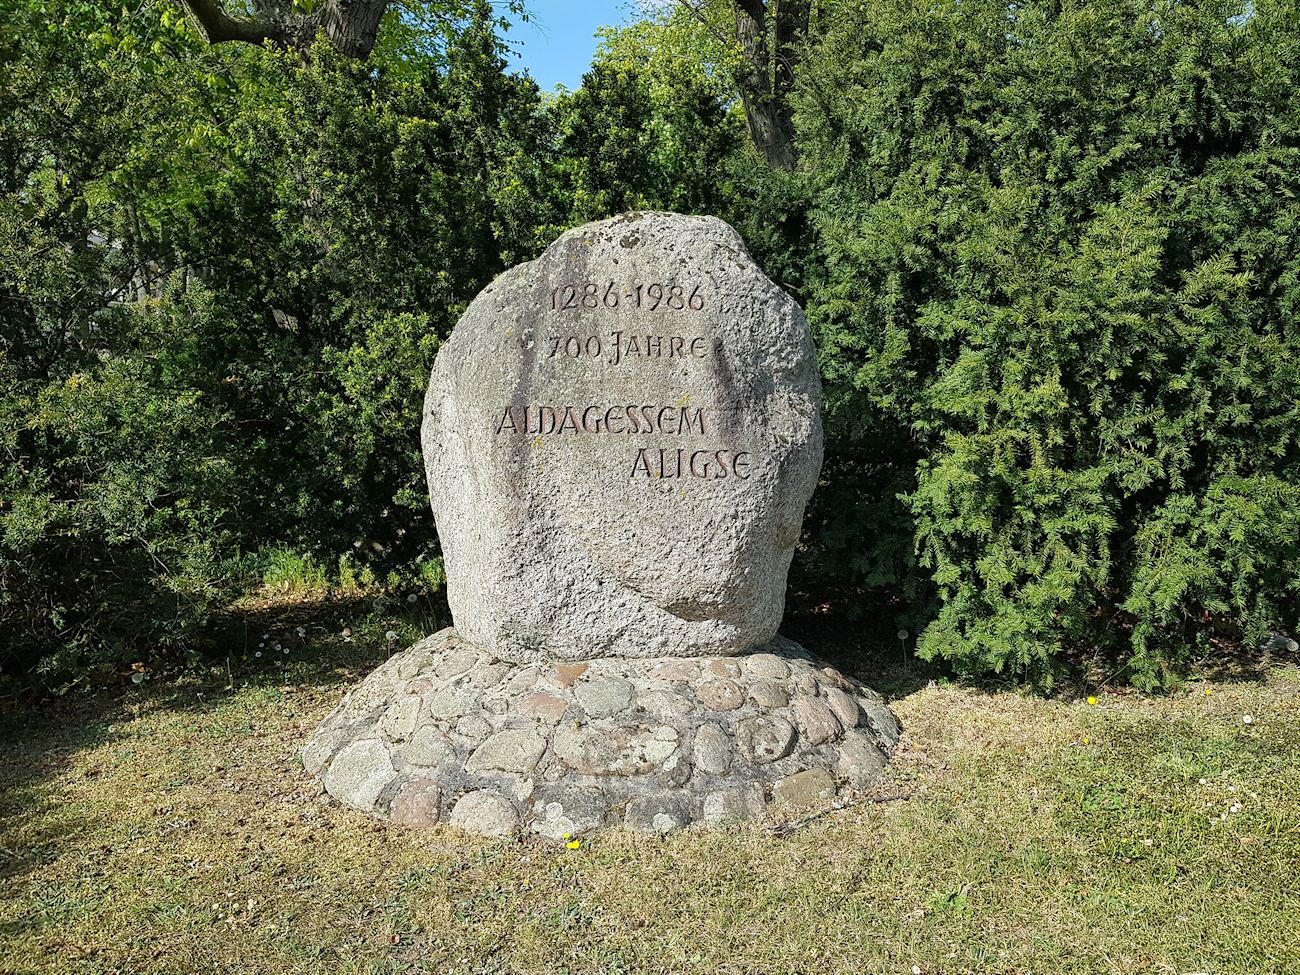 1286-1986
700 JAHRE
ALDAGESSEM
ALIGSE